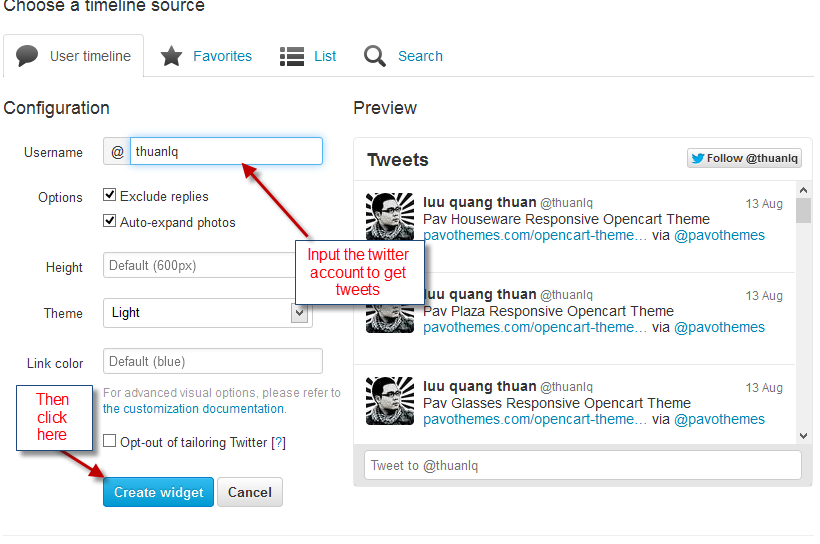 Choose a timeline source
User timeline
Favorites
List
Search
Configuration
Username
@
thuanlq
Options
Exclude replies
Auto-expand photos
Height
Default (600px)
Theme
Light
Link color
Default (blue)
For advanced visual options, please refer to
the customization documentation.
Opt-out of tailoring Twitter [?]
Create widget
Cancel
Input the twitter
account to get
tweets
Then
click
here
Preview
Tweets
Follow @thuanlq
luu quang thuan @thuanlq
13 Aug
Pav Houseware Responsive Opencart Theme
pavothemes.com/opencart-theme… via @pavothemes
luu quang thuan @thuanlq
13 Aug
Pav Plaza Responsive Opencart Theme
pavothemes.com/opencart-theme… via @pavothemes
luu quang thuan @thuanlq
13 Aug
Pav Glasses Responsive Opencart Theme
pavothemes.com/opencart-theme… via @pavothemes
Tweet to @thuanlq